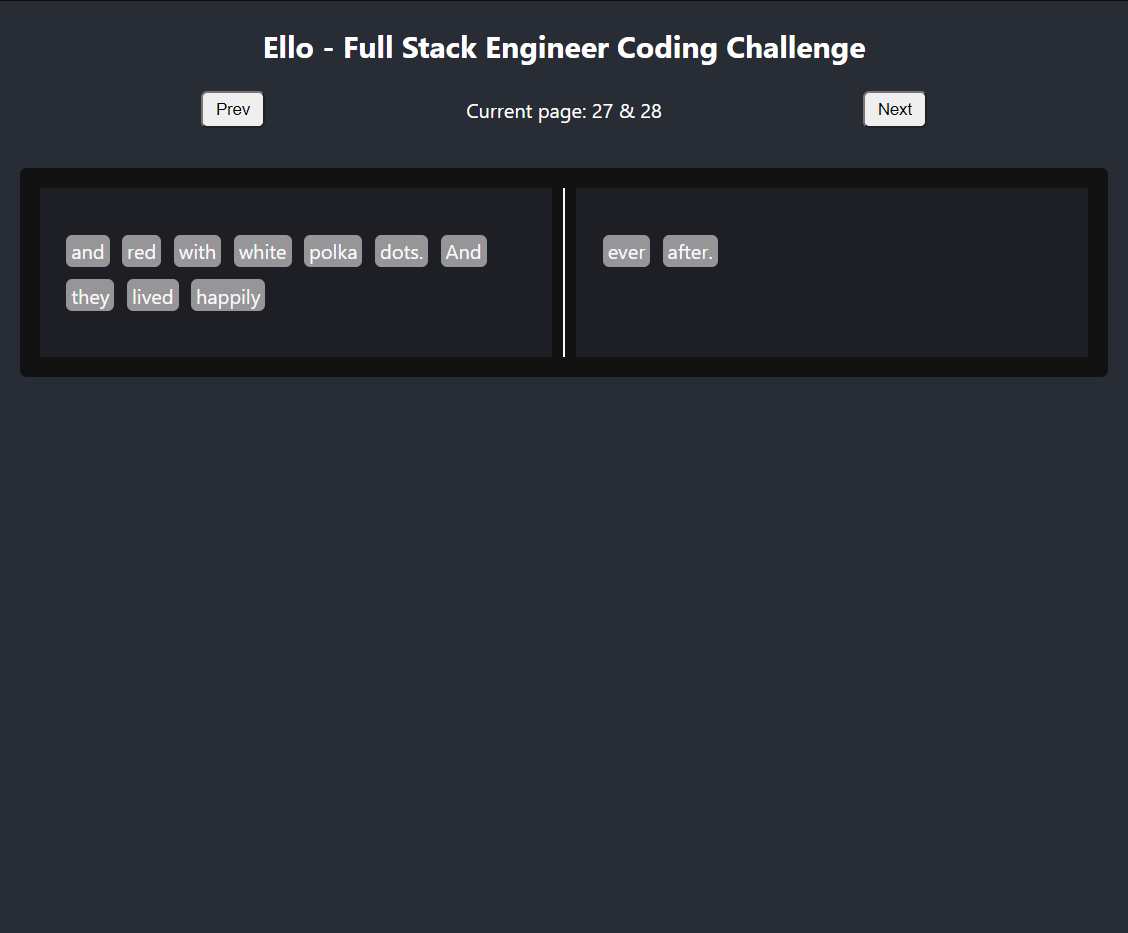 Ello - Full Stack Engineer Coding Challenge
Prev
Current page: 27 & 28
Next
and red with white polka dots. And
they lived happily
ever after.